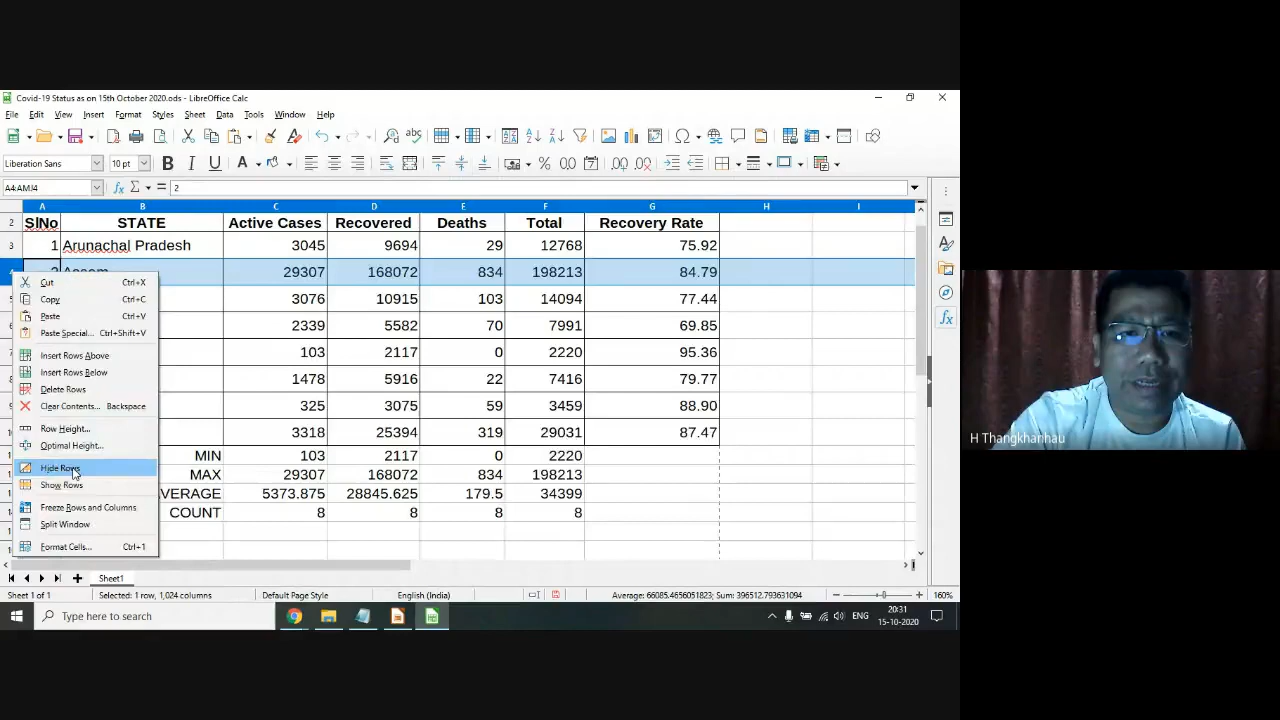 Covid-19 Status as on 15th October 2020.ods - LibreOffice Calc
File Edit View Insert Format Styles Sheet Data Tools Window Help
Liberation Sans 10 pt
A4:AMJ4 2
A B C D E F G H I
2 SlNo STATE Active Cases Recovered Deaths Total Recovery Rate
3 1 Arunachal Pradesh 3045 9694 29 12768 75.92
4 2 Assam 29307 168072 834 198213 84.79
3076 10915 103 14094 77.44
2339 5582 70 7991 69.85
103 2117 0 2220 95.36
1478 5916 22 7416 79.77
325 3075 59 3459 88.90
3318 25394 319 29031 87.47
MIN 103 2117 0 2220
MAX 29307 168072 834 198213
VERAGE 5373.875 28845.625 179.5 34399
COUNT 8 8 8 8
Cut Ctrl+X
Copy Ctrl+C
Paste Ctrl+V
Paste Special... Ctrl+Shift+V
Insert Rows Above
Insert Rows Below
Delete Rows
Clear Contents... Backspace
Row Height...
Optimal Height...
Hide Rows
Show Rows
Freeze Rows and Columns
Split Window
Format Cells... Ctrl+1
Sheet1
Sheet 1 of 1 Selected: 1 row, 1,024 columns Default Page Style English (India) Average: 66085.4656051823; Sum: 396512.793631094 160%
Type here to search ENG 20:31
15-10-2020
H Thangkhanhau